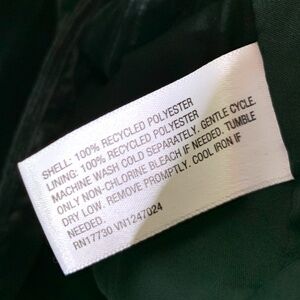 SHELL: 100% RECYCLED POLYESTER
LINING: 100% RECYCLED POLYESTER
MACHINE WASH COLD SEPARATELY. GENTLE CYCLE.
ONLY NON-CHLORINE BLEACH IF NEEDED. TUMBLE
DRY LOW. REMOVE PROMPTLY. COOL IRON IF
NEEDED.
RN17730 VN1247024